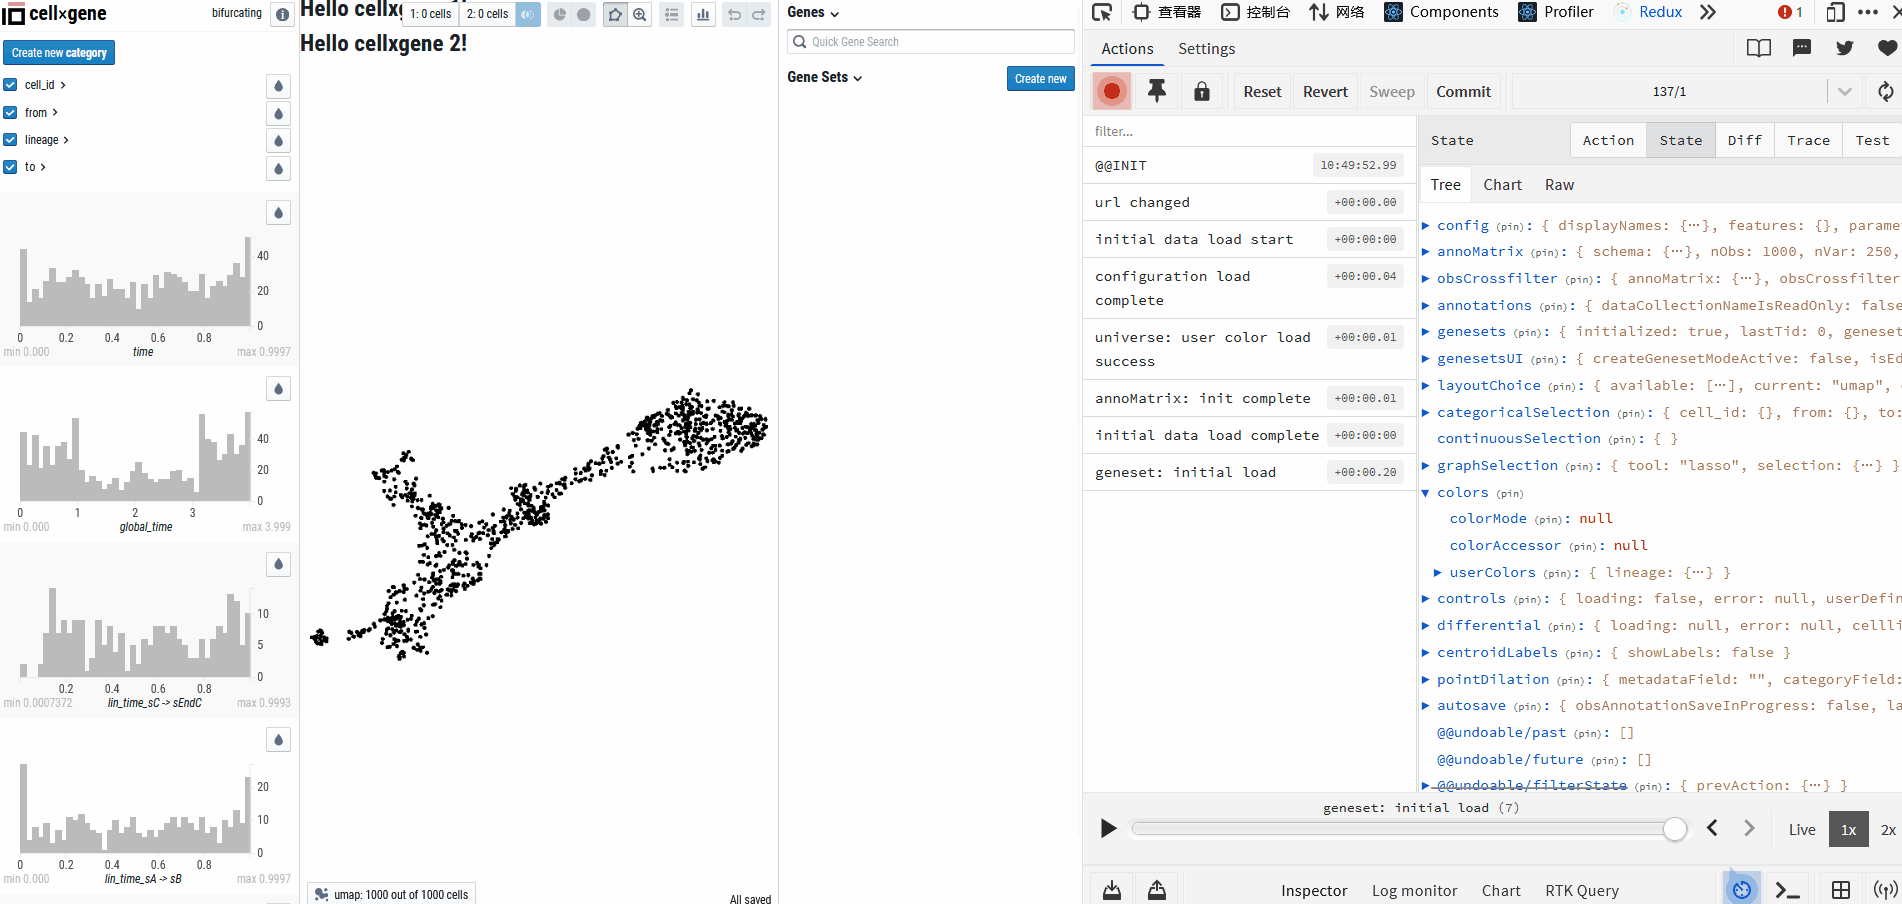 cell×gene
bifurcating
Create new category
cell_id
from
lineage
to
40
20
0
0 0.2 0.4 0.6 0.8
min 0.000 time max 0.9997
40
20
0
0 1 2 3
min 0.000 global_time max 3.999
10
5
0
0.2 0.4 0.6 0.8
min 0.0007372 lin_time_sC -> sEndC max 0.9993
20
10
0
0 0.2 0.4 0.6 0.8
min 0.000 lin_time_sA -> sB max 0.9997
Hello cellxg
1: 0 cells 2: 0 cells
Hello cellxgene 2!
umap: 1000 out of 1000 cells
All saved
Genes
Quick Gene Search
Gene Sets
Create new
查看器 控制台 网络 Components Profiler Redux 1
Actions Settings
Reset Revert Sweep Commit 137/1
filter...
@@INIT 10:49:52.99
url changed +00:00.00
initial data load start +00:00:00
configuration load complete +00:00.04
universe: user color load success +00:00.01
annoMatrix: init complete +00:00.01
initial data load complete +00:00:00
geneset: initial load +00:00.20
State Action State Diff Trace Test
Tree Chart Raw
config (pin): { displayNames: {…}, features: {}, parame
annoMatrix (pin): { schema: {…}, nObs: 1000, nVar: 250,
obsCrossfilter (pin): { annoMatrix: {…}, obsCrossfilter
annotations (pin): { dataCollectionNameIsReadOnly: false
genesets (pin): { initialized: true, lastTid: 0, geneset
genesetsUI (pin): { createGenesetModeActive: false, isEd
layoutChoice (pin): { available: […], current: "umap",
categoricalSelection (pin): { cell_id: {}, from: {}, to:
continuousSelection (pin): { }
graphSelection (pin): { tool: "lasso", selection: {…} }
colors (pin)
colorMode (pin): null
colorAccessor (pin): null
userColors (pin): { lineage: {…} }
controls (pin): { loading: false, error: null, userDefin
differential (pin): { loading: null, error: null, cellli
centroidLabels (pin): { showLabels: false }
pointDilation (pin): { metadataField: "", categoryField:
autosave (pin): { obsAnnotationSaveInProgress: false, la
@@undoable/past (pin): []
@@undoable/future (pin): []
@@undoable/filterState (pin): { prevAction: {…} }
geneset: initial load (7)
Live 1x 2x
Inspector Log monitor Chart RTK Query